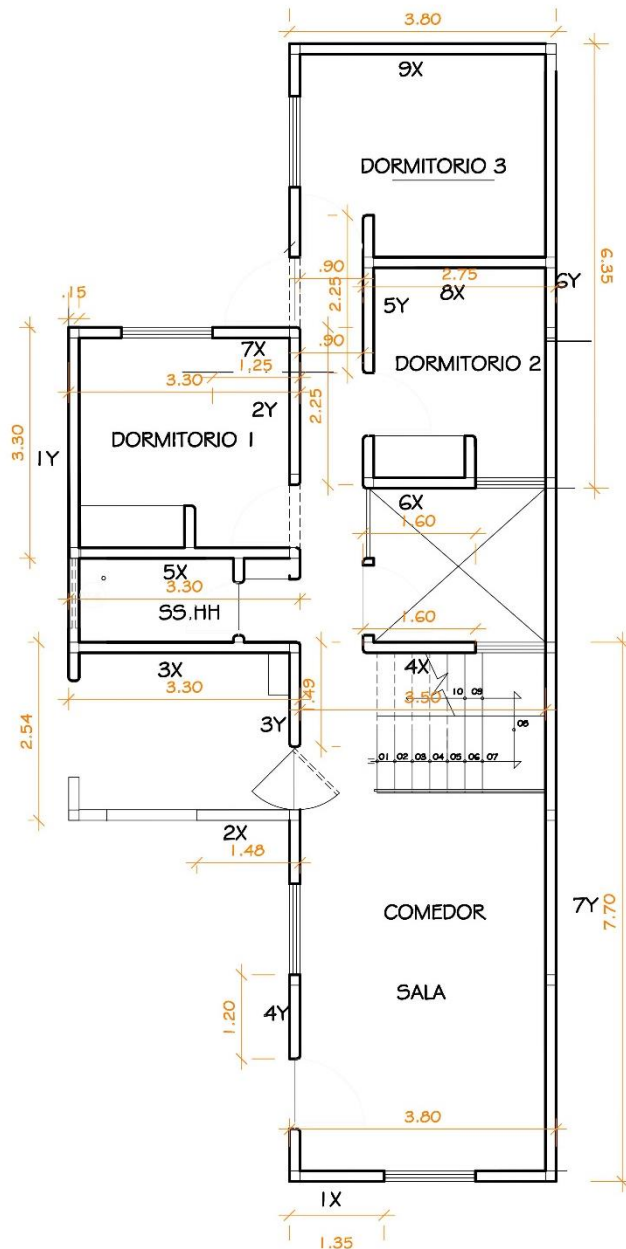 3.80
9X
DORMITORIO 3
6.35
.90
2.25
2.75
6Y
8X
5Y
.15
7X
.90
1.25
DORMITORIO 2
3.30
2Y
2.25
3.30
1Y
DORMITORIO 1
6X
1.60
5X
3.30
SS.HH
1.60
3X
4X
3.30
1.49
3.50
10 09
3Y
08
2.54
01 02 03 04 05 06 07
2X
1.48
COMEDOR
7Y
7.70
SALA
1.20
4Y
3.80
1X
1.35